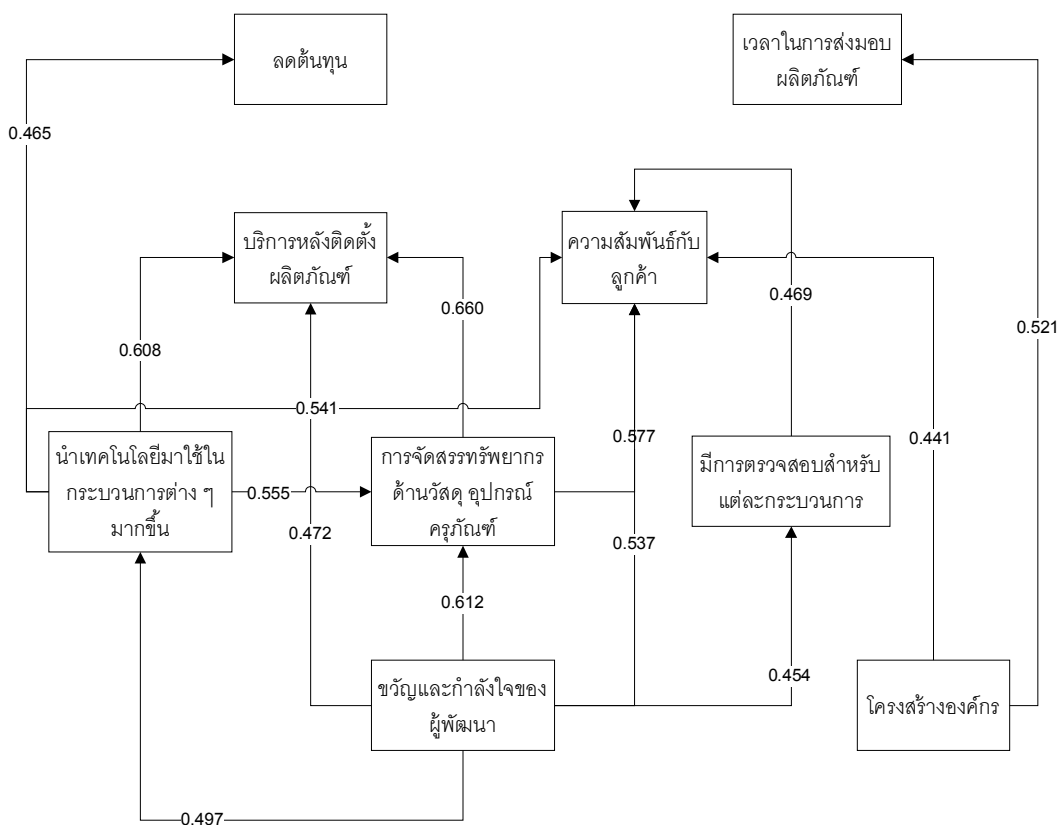 ลดต้นทุน
เวลาในการส่งมอบ
ผลิตภัณฑ์
0.465
บริการหลังติดตั้ง
ผลิตภัณฑ์
ความสัมพันธ์กับ
ลูกค้า
0.469
0.660
0.521
0.608
0.541
0.577
0.441
นำเทคโนโลยีมาใช้ใน
กระบวนการต่าง ๆ
มากขึ้น
0.555
การจัดสรรทรัพยากร
ด้านวัสดุ อุปกรณ์
ครุภัณฑ์
มีการตรวจสอบสำหรับ
แต่ละกระบวนการ
0.472
0.537
0.612
0.454
ขวัญและกำลังใจของ
ผู้พัฒนา
โครงสร้างองค์กร
0.497